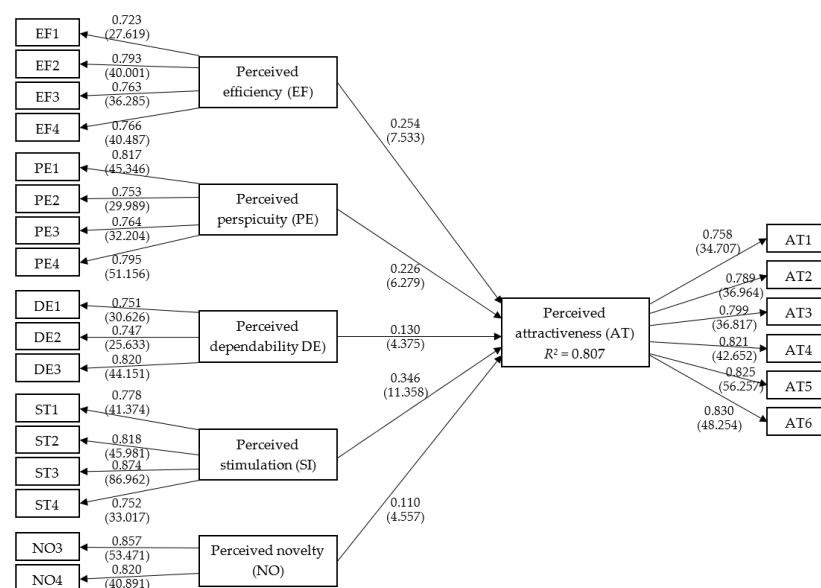 EF1
0.723
(27.619)
EF2
0.793
(40.001)
EF3
0.763
(36.285)
EF4
0.766
(40.487)
Perceived
efficiency (EF)
0.254
(7.533)
PE1
0.817
(45.346)
PE2
0.753
(29.989)
PE3
0.764
(32.204)
PE4
0.795
(51.156)
Perceived
perspicuity (PE)
0.226
(6.279)
DE1
0.751
(30.626)
DE2
0.747
(25.633)
DE3
0.820
(44.151)
Perceived
dependability DE)
0.130
(4.375)
ST1
0.778
(41.374)
ST2
0.818
(45.981)
ST3
0.874
(86.962)
ST4
0.752
(33.017)
Perceived
stimulation (SI)
0.346
(11.358)
NO3
0.857
(53.471)
NO4
0.820
(40.891)
Perceived novelty
(NO)
0.110
(4.557)
Perceived
attractiveness (AT)
R² = 0.807
0.758
(34.707)
AT1
0.789
(36.964)
AT2
0.799
(36.817)
AT3
0.821
(42.652)
AT4
0.825
(56.257)
AT5
0.830
(48.254)
AT6